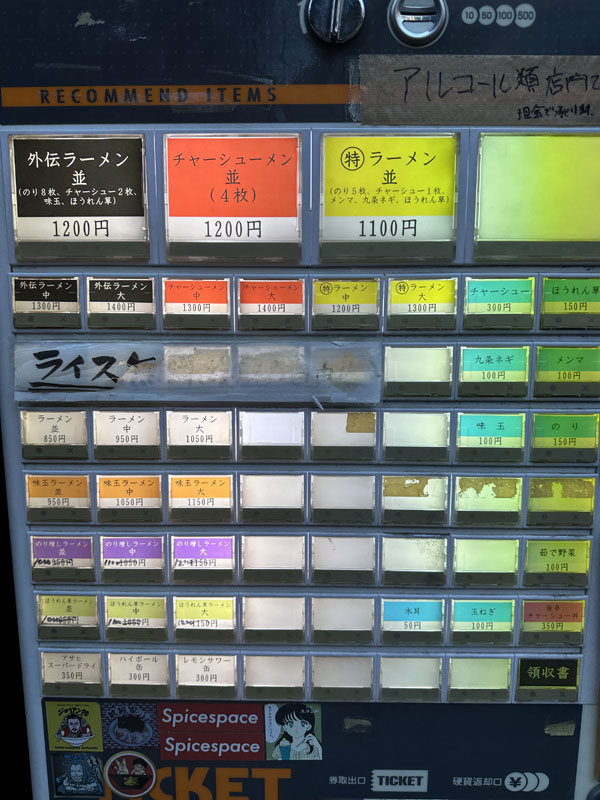 10 50 100 500
アルコール類 店内で
現金で承ります。
RECOMMEND ITEMS
外伝ラーメン
並
(のり8枚、チャーシュー2枚、
味玉、ほうれん草)
1200円
チャーシューメン
並
(4枚)
1200円
特ラーメン
並
(のり5枚、チャーシュー1枚、
メンマ、九条ネギ、ほうれん草)
1100円
外伝ラーメン
中
1300円
外伝ラーメン
大
1400円
チャーシューメン
中
1300円
チャーシューメン
大
1400円
特ラーメン
中
1200円
特ラーメン
大
1300円
チャーシュー
300円
ほうれん草
150円
ライス
九条ネギ
100円
メンマ
100円
ラーメン
並
850円
ラーメン
中
950円
ラーメン
大
1050円
味玉
100円
のり
150円
味玉ラーメン
並
950円
味玉ラーメン
中
1050円
味玉ラーメン
大
1150円
のり増しラーメン
並
のり増しラーメン
中
のり増しラーメン
大
茹で野菜
100円
ほうれん草ラーメン
並
ほうれん草ラーメン
中
ほうれん草ラーメン
大
木耳
50円
玉ねぎ
100円
チャーシュー丼
350円
アサヒ
スーパードライ
350円
ハイボール
缶
300円
レモンサワー
缶
300円
領収書
Spicespace
Spicespace
券取出口 TICKET 硬貨返却口
TICKET